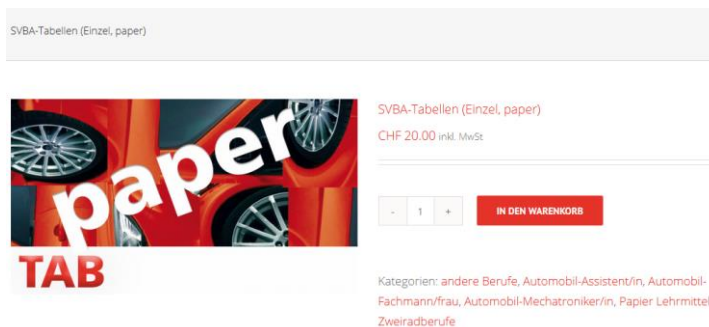 SVBA-Tabellen (Einzel, paper)
paper
TAB
SVBA-Tabellen (Einzel, paper)
CHF 20.00 inkl. MwSt
- 1 + IN DEN WARENKORB
Kategorien: andere Berufe, Automobil-Assistent/in, Automobil-
Fachmann/frau, Automobil-Mechatroniker/in, Papier Lehrmittel
Zweiradberufe